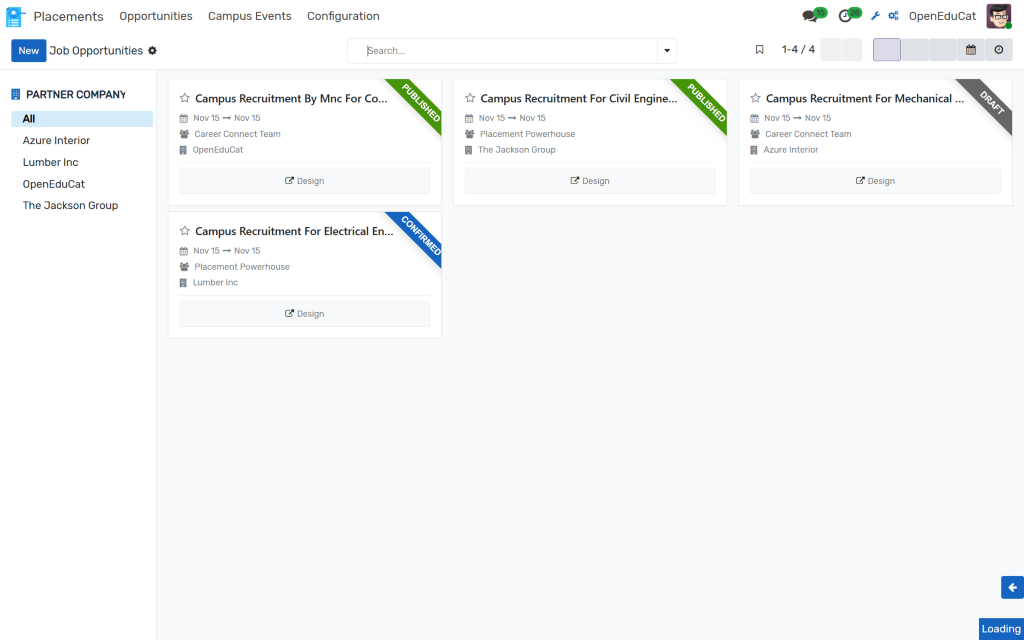 Placements Opportunities Campus Events Configuration 15 28 OpenEduCat
New Job Opportunities Search... 1-4 / 4
PARTNER COMPANY
All
Azure Interior
Lumber Inc
OpenEduCat
The Jackson Group
Campus Recruitment By Mnc For Co...
PUBLISHED
Nov 15 → Nov 15
Career Connect Team
OpenEduCat
Design
Campus Recruitment For Civil Engine...
PUBLISHED
Nov 15 → Nov 15
Placement Powerhouse
The Jackson Group
Design
Campus Recruitment For Mechanical ...
DRAFT
Nov 15 → Nov 15
Career Connect Team
Azure Interior
Design
Campus Recruitment For Electrical En...
CONFIRMED
Nov 15 → Nov 15
Placement Powerhouse
Lumber Inc
Design
Loading